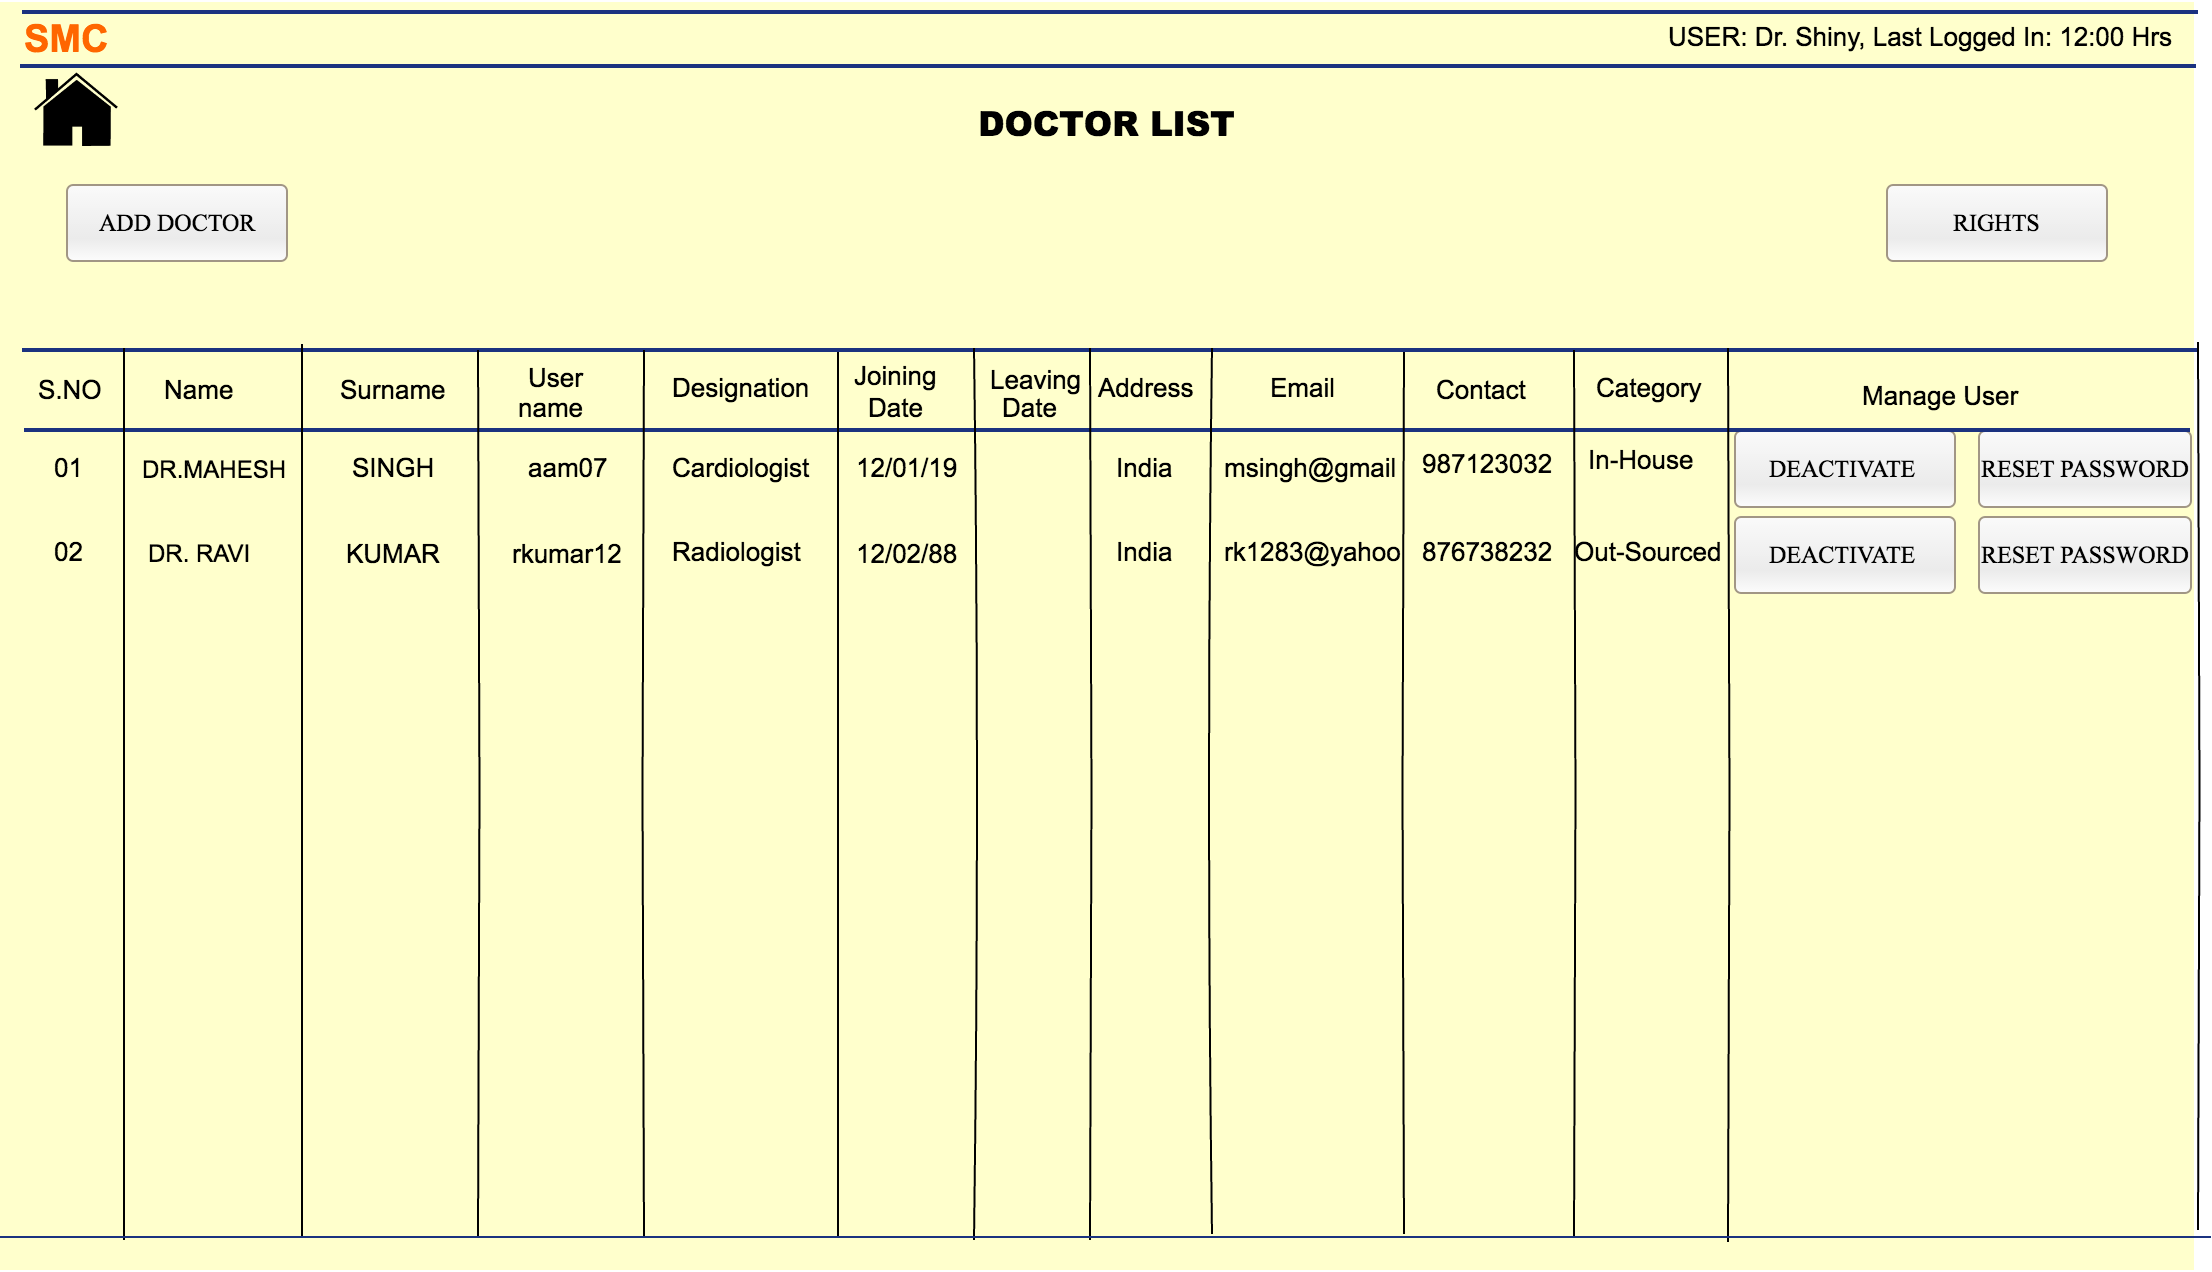 SMC
USER: Dr. Shiny, Last Logged In: 12:00 Hrs
DOCTOR LIST
ADD DOCTOR
RIGHTS
S.NO Name Surname User name Designation Joining Date Leaving Date Address Email Contact Category Manage User
01 DR.MAHESH SINGH aam07 Cardiologist 12/01/19 India msingh@gmail 987123032 In-House DEACTIVATE RESET PASSWORD
02 DR. RAVI KUMAR rkumar12 Radiologist 12/02/88 India rk1283@yahoo 876738232 Out-Sourced DEACTIVATE RESET PASSWORD